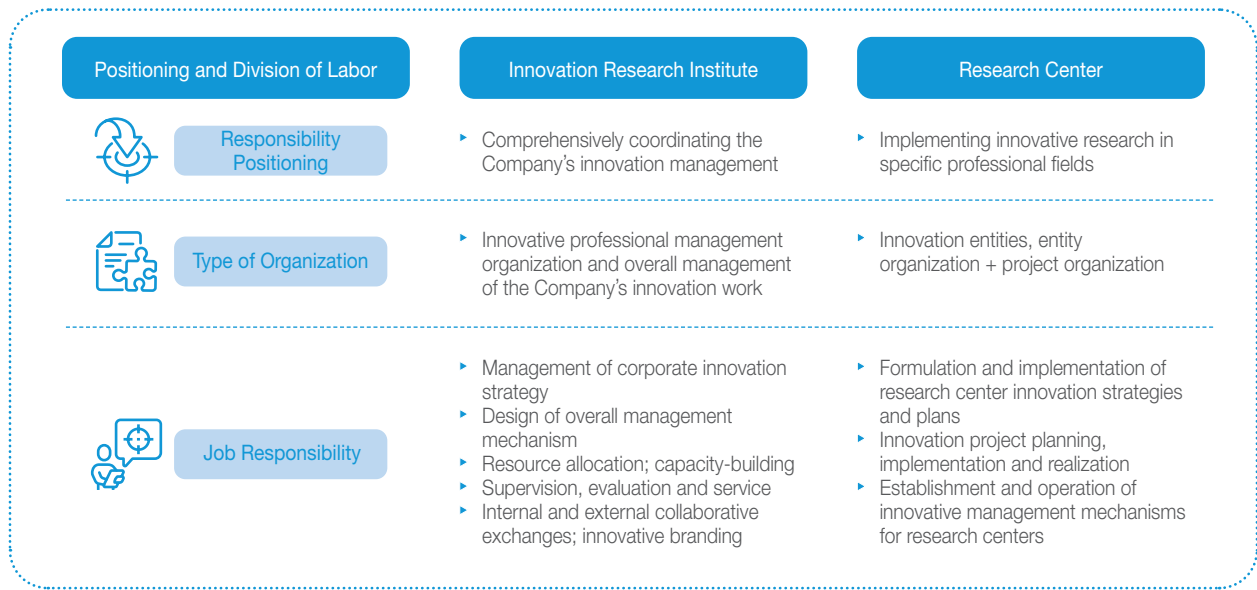 Positioning and Division of Labor
Innovation Research Institute
Research Center
Responsibility
Positioning
▸ Comprehensively coordinating the
Company’s innovation management
▸ Implementing innovative research in
specific professional fields
Type of Organization
▸ Innovative professional management
organization and overall management
of the Company’s innovation work
▸ Innovation entities, entity
organization + project organization
Job Responsibility
▸ Management of corporate innovation
strategy
▸ Design of overall management
mechanism
▸ Resource allocation; capacity-building
▸ Supervision, evaluation and service
▸ Internal and external collaborative
exchanges; innovative branding
▸ Formulation and implementation of
research center innovation strategies
and plans
▸ Innovation project planning,
implementation and realization
▸ Establishment and operation of
innovative management mechanisms
for research centers